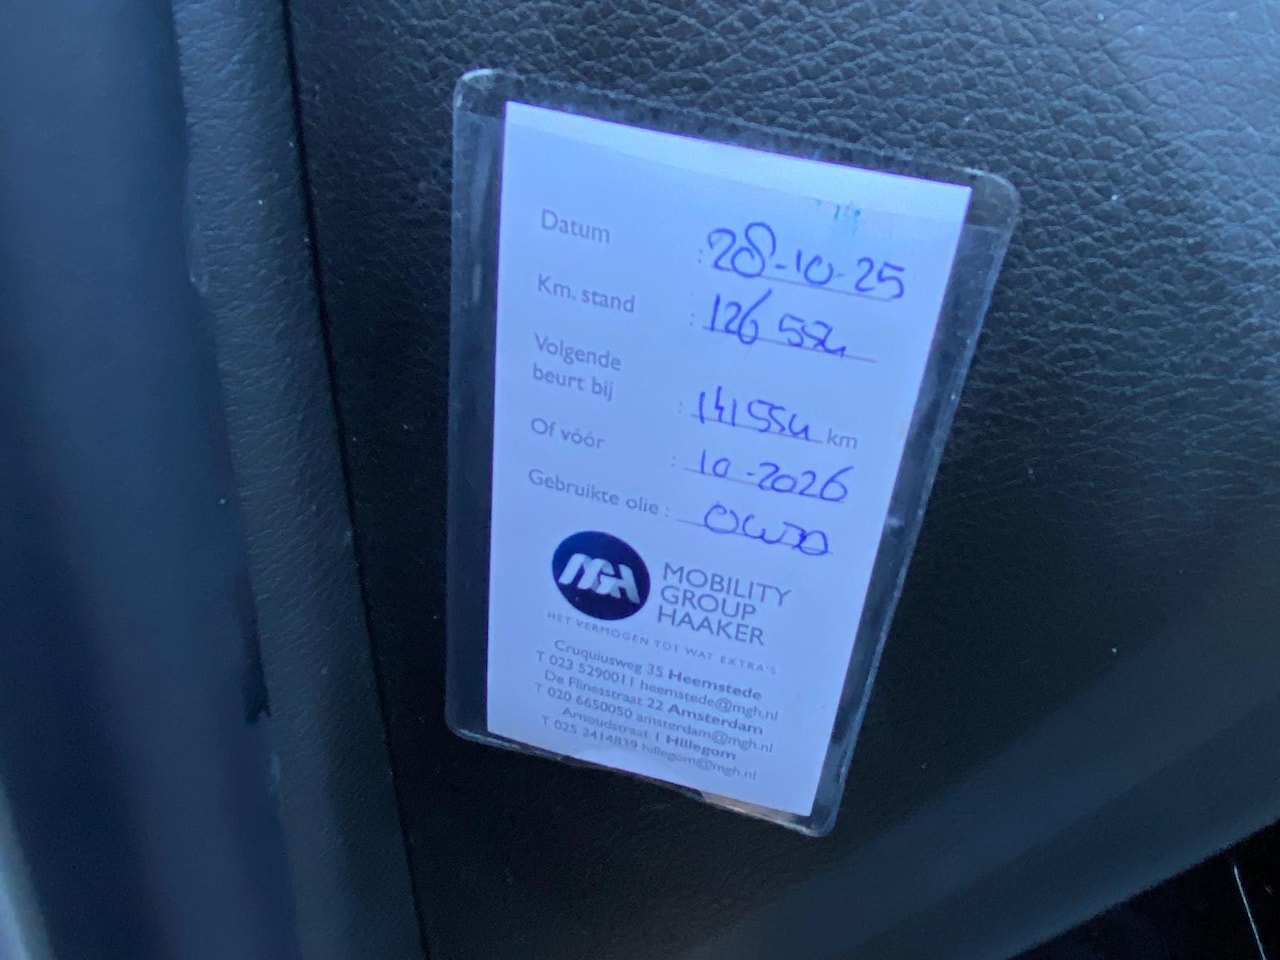 Datum : 28-10-25
Km. stand : 126 554
Volgende
beurt bij : 141554 km
Of vóór : 10-2026
Gebruikte olie : OW30
MGH
MOBILITY
GROUP
HAAKER
HET VERMOGEN TOT WAT EXTRA'S
Cruquiusweg 35 Heemstede
T 023 5290011 heemstede@mgh.nl
De Flinesstraat 22 Amsterdam
T 020 6650050 amsterdam@mgh.nl
Arnoudstraat 1 Hillegom
T 025 2414839 hillegom@mgh.nl